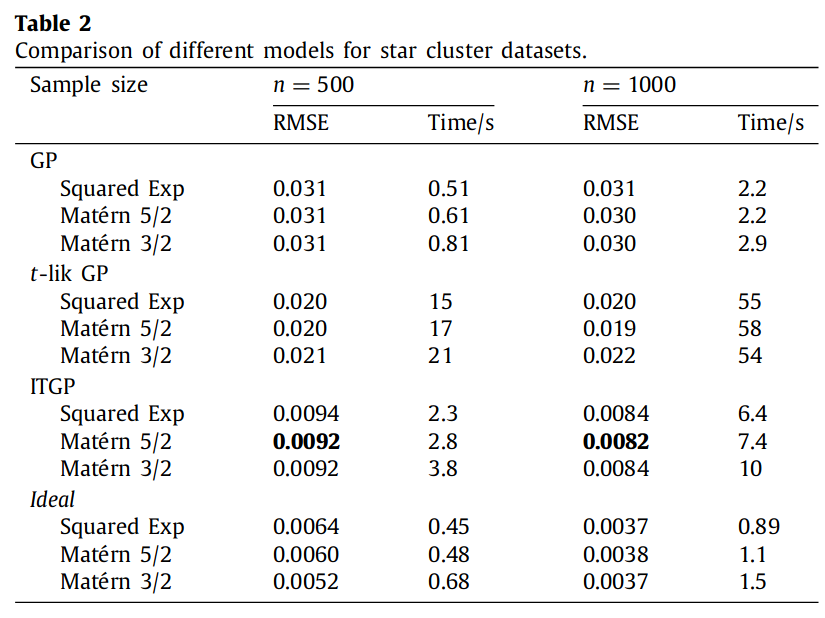 Table 2
Comparison of different models for star cluster datasets.
Sample size n = 500 n = 1000
RMSE Time/s RMSE Time/s
GP
Squared Exp 0.031 0.51 0.031 2.2
Matérn 5/2 0.031 0.61 0.030 2.2
Matérn 3/2 0.031 0.81 0.030 2.9
t-lik GP
Squared Exp 0.020 15 0.020 55
Matérn 5/2 0.020 17 0.019 58
Matérn 3/2 0.021 21 0.022 54
ITGP
Squared Exp 0.0094 2.3 0.0084 6.4
Matérn 5/2 0.0092 2.8 0.0082 7.4
Matérn 3/2 0.0092 3.8 0.0084 10
Ideal
Squared Exp 0.0064 0.45 0.0037 0.89
Matérn 5/2 0.0060 0.48 0.0038 1.1
Matérn 3/2 0.0052 0.68 0.0037 1.5